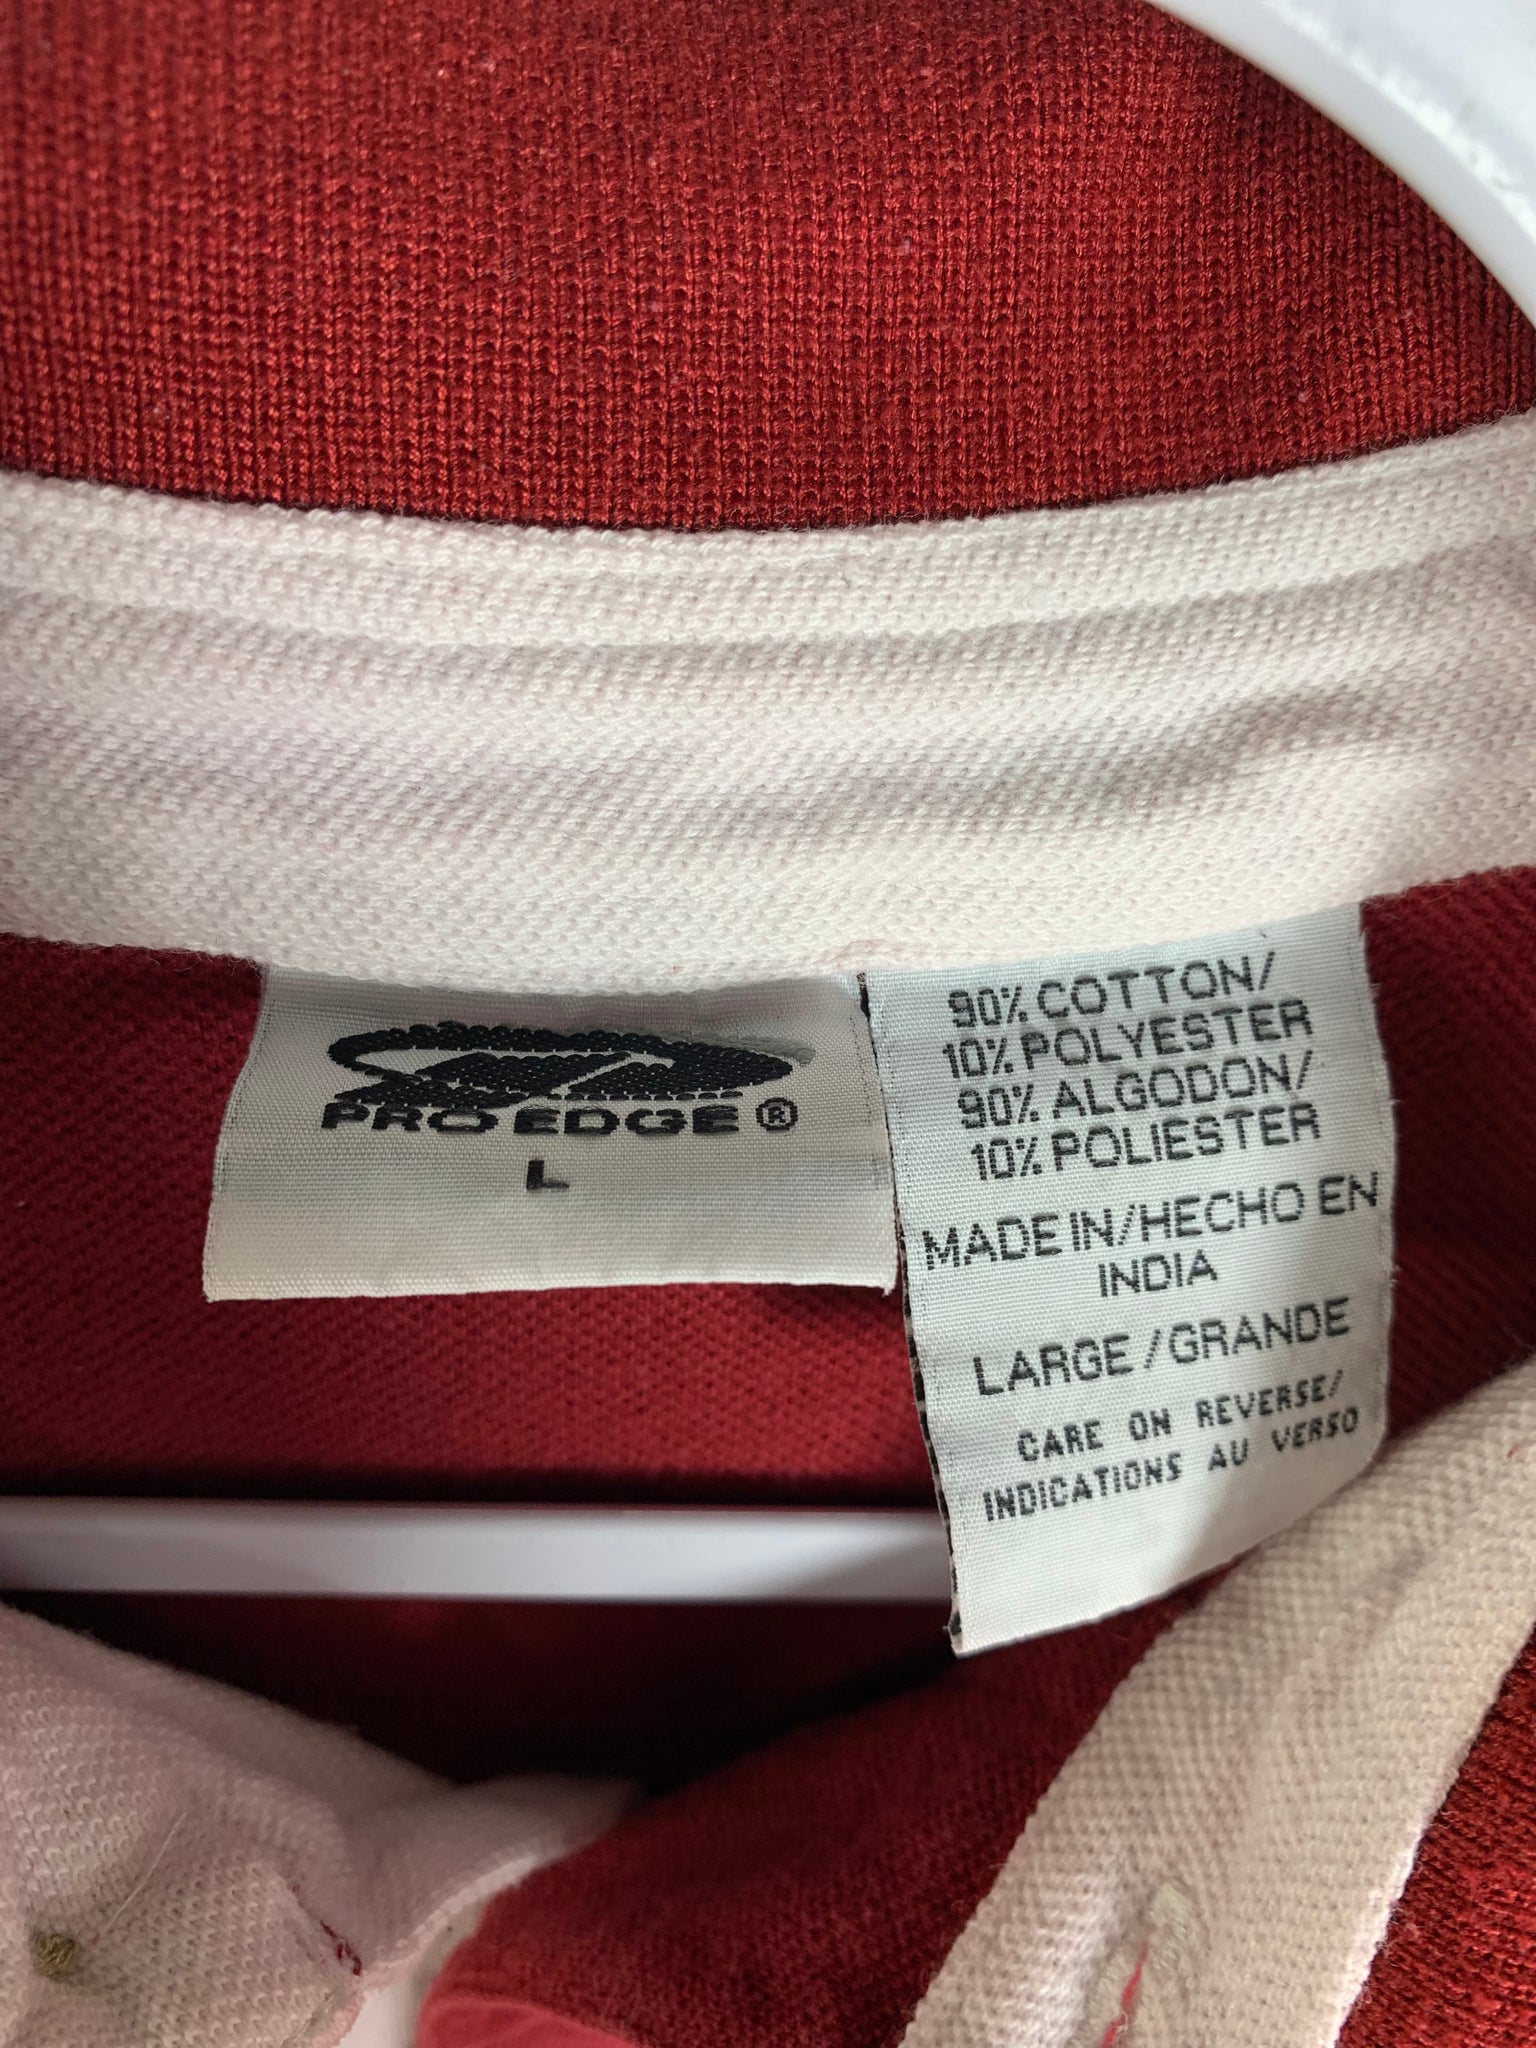 PRO EDGE ®
L
90% COTTON/
10% POLYESTER
90% ALGODON/
10% POLIESTER
MADE IN/HECHO EN
INDIA
LARGE/GRANDE
CARE ON REVERSE/
INDICATIONS AU VERSO